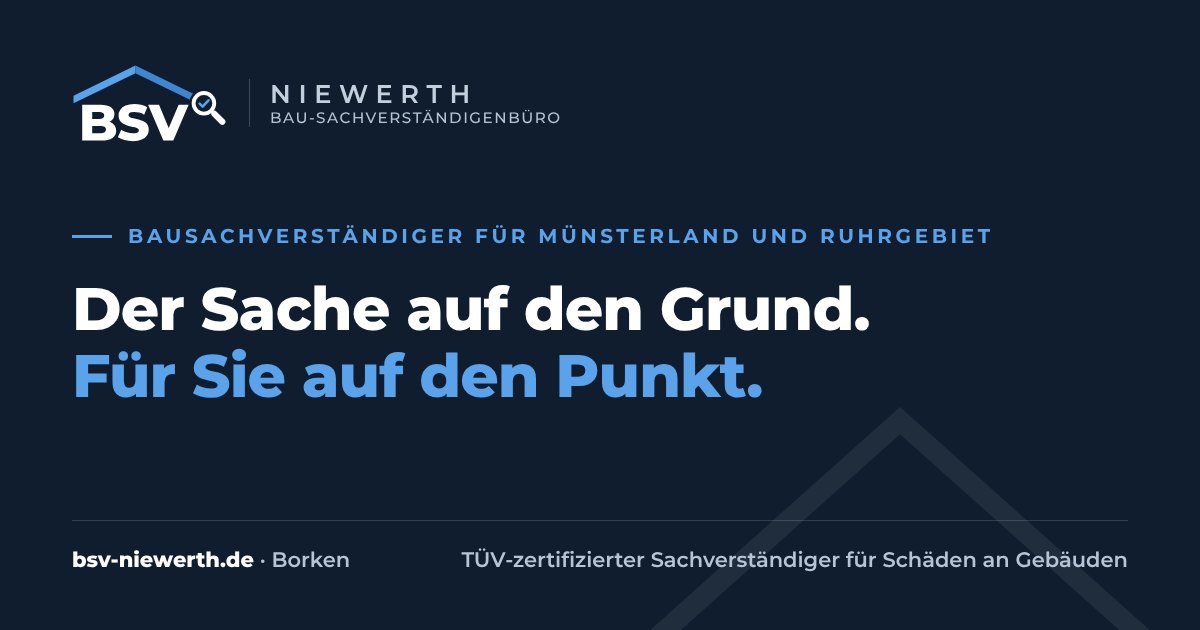 BSV
NIEWERTH
BAU-SACHVERSTÄNDIGENBÜRO
BAUSACHVERSTÄNDIGER FÜR MÜNSTERLAND UND RUHRGEBIET
Der Sache auf den Grund.
Für Sie auf den Punkt.
bsv-niewerth.de · Borken
TÜV-zertifizierter Sachverständiger für Schäden an Gebäuden